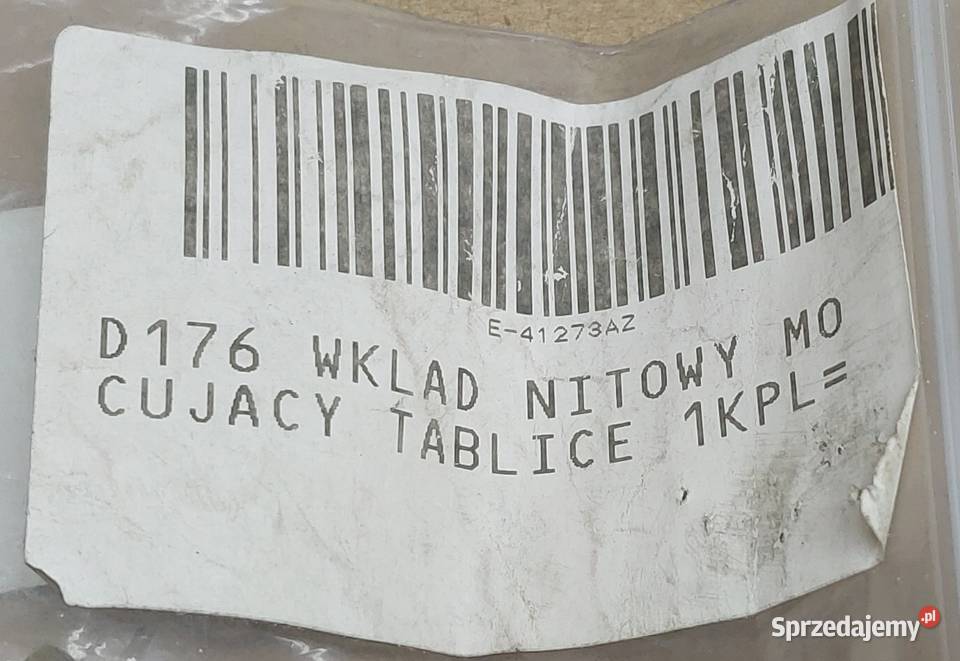 E-41273AZ
D176 WKLAD NITOWY MO
CUJACY TABLICE 1KPL=
Sprzedajemy.pl